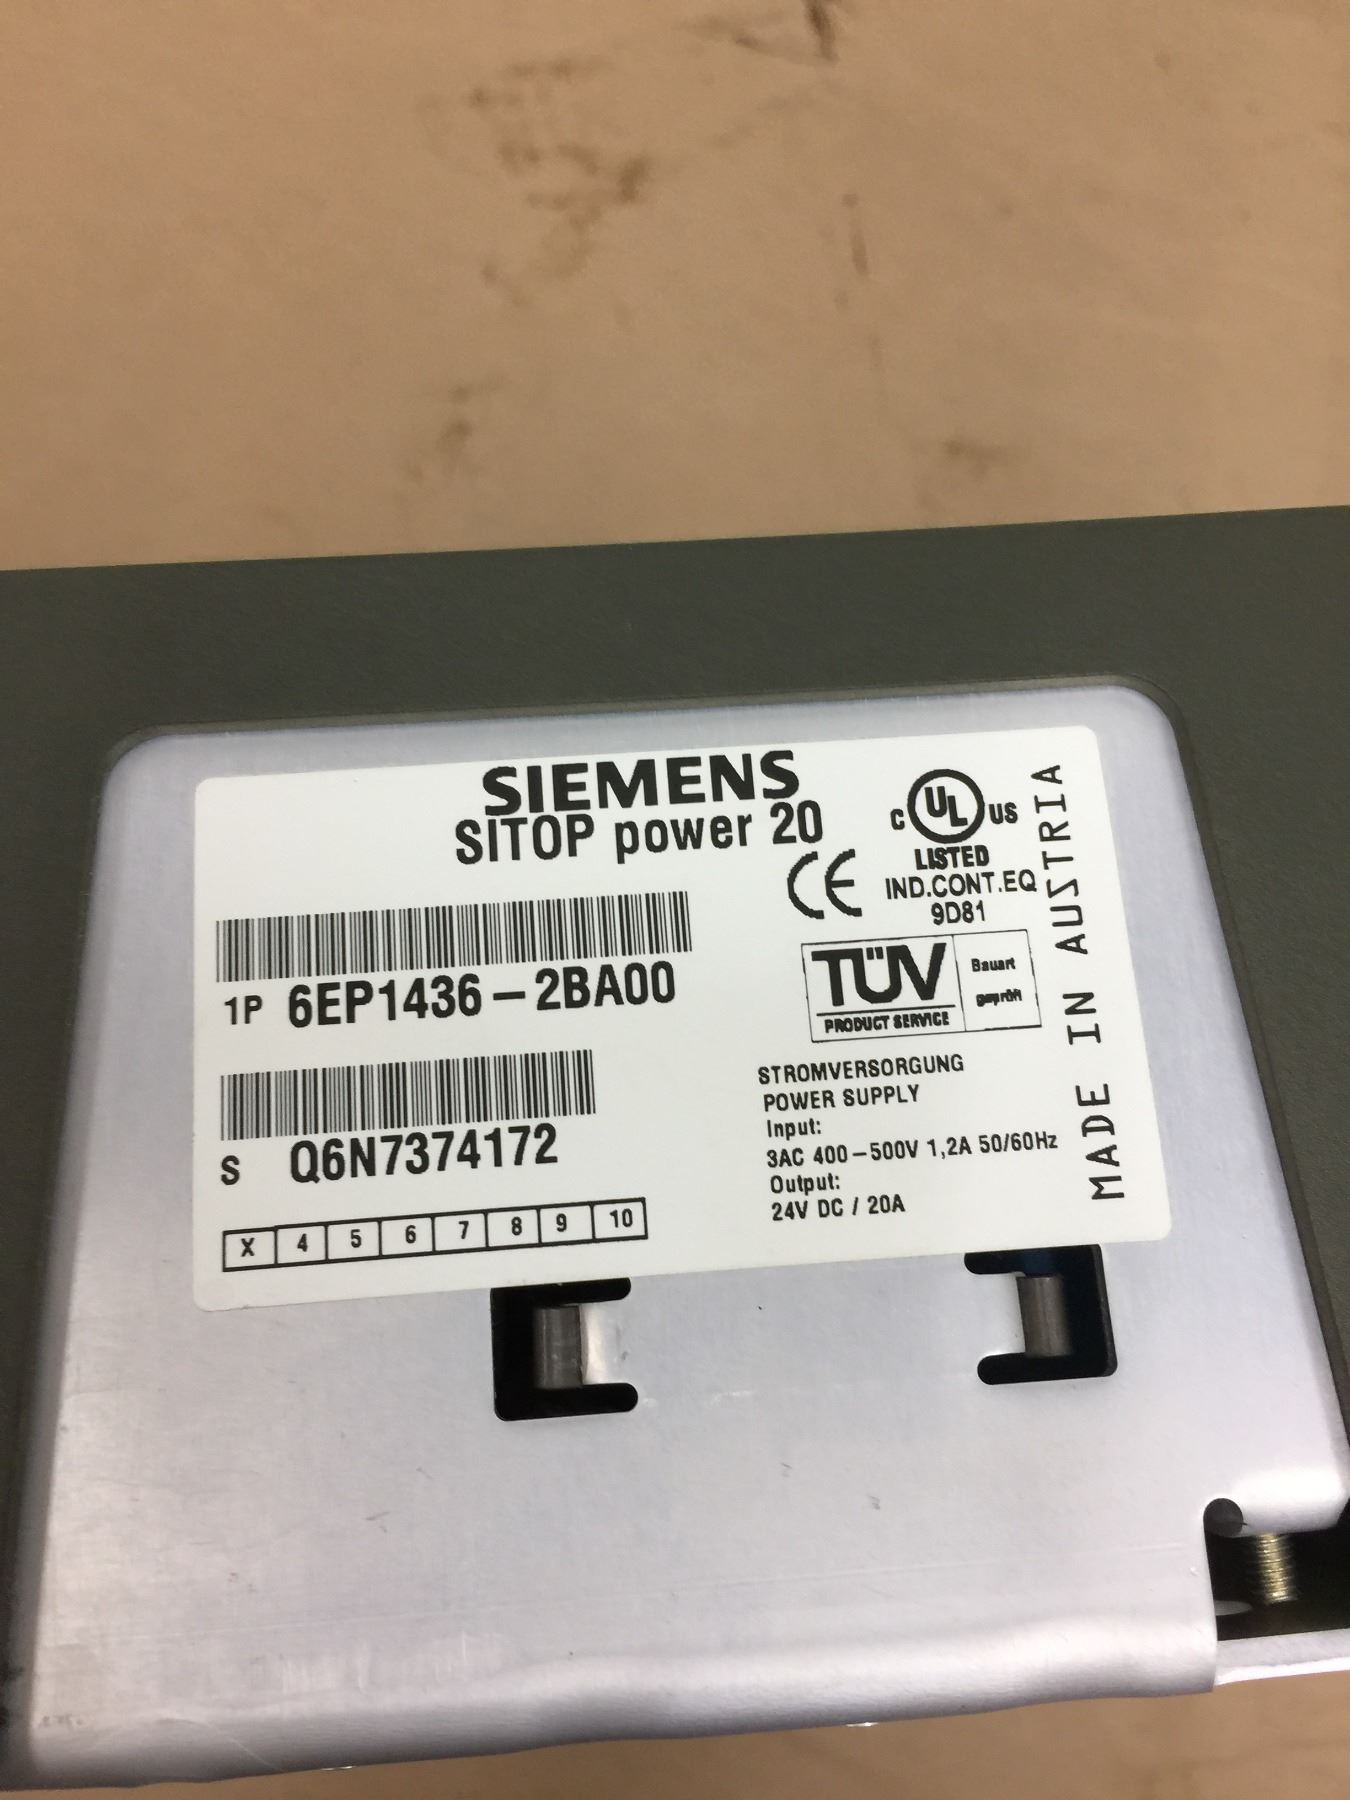 SIEMENS
SITOP power 20
C UL US
LISTED
IND.CONT.EQ
9D81
CE
1P 6EP1436-2BA00
TÜV
PRODUCT SERVICE
Bauart
geprüft
S Q6N7374172
STROMVERSORGUNG
POWER SUPPLY
Input:
3AC 400-500V 1,2A 50/60Hz
Output:
24V DC / 20A
X 4 5 6 7 8 9 10
MADE IN AUSTRIA